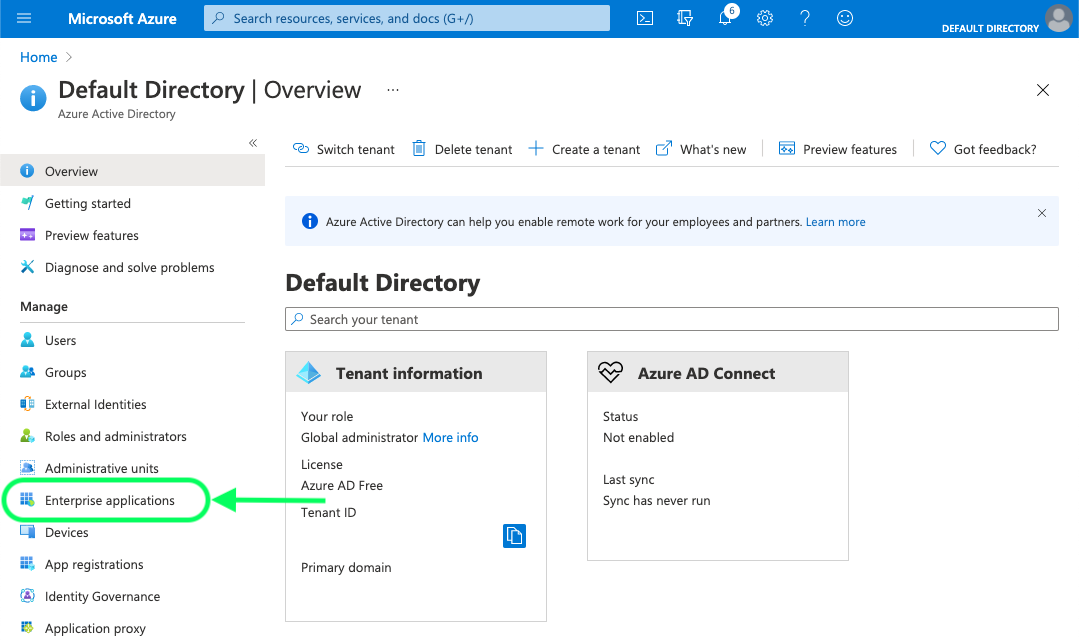 Microsoft Azure
Search resources, services, and docs (G+/)
6
DEFAULT DIRECTORY
Home
Default Directory | Overview ...
Azure Active Directory
«
Switch tenant
Delete tenant
Create a tenant
What's new
Preview features
Got feedback?
Overview
Getting started
Preview features
Diagnose and solve problems
Manage
Users
Groups
External Identities
Roles and administrators
Administrative units
Enterprise applications
Devices
App registrations
Identity Governance
Application proxy
Azure Active Directory can help you enable remote work for your employees and partners. Learn more
Default Directory
Search your tenant
Tenant information
Your role
Global administrator More info
License
Azure AD Free
Tenant ID
Primary domain
Azure AD Connect
Status
Not enabled
Last sync
Sync has never run